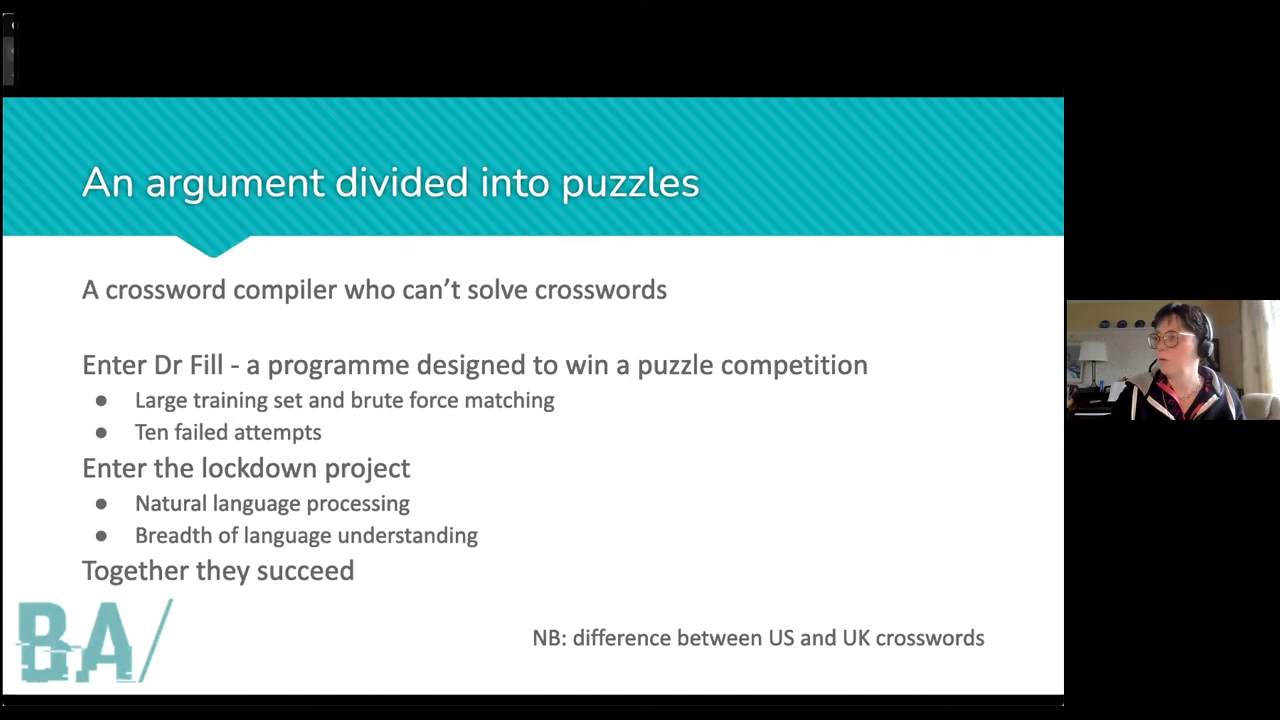 An argument divided into puzzles
A crossword compiler who can't solve crosswords
Enter Dr Fill - a programme designed to win a puzzle competition
● Large training set and brute force matching
● Ten failed attempts
Enter the lockdown project
● Natural language processing
● Breadth of language understanding
Together they succeed
BA/
NB: difference between US and UK crosswords